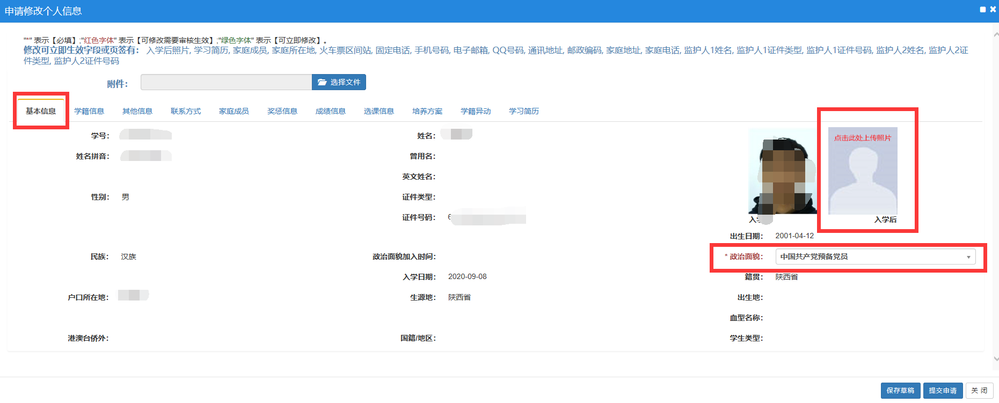 申请修改个人信息
"*" 表示【必填】;"红色字体" 表示【可修改需要审核生效】;"绿色字体" 表示【可立即修改】。
修改可立即生效字段或页签有： 入学后照片, 学习简历, 家庭成员, 家庭所在地, 火车票区间站, 固定电话, 手机号码, 电子邮箱, QQ号码, 通讯地址, 邮政编码, 家庭地址, 家庭电话, 监护人1姓名, 监护人1证件类型, 监护人1证件号码, 监护人2姓名, 监护人2证
件类型, 监护人2证件号码
附件： 选择文件
基本信息 学籍信息 其他信息 联系方式 家庭成员 奖惩信息 成绩信息 选课信息 培养方案 学籍异动 学习简历
学号： 姓名：
点击此处上传照片
姓名拼音： 曾用名：
英文姓名：
性别： 男 证件类型：
证件号码： 6
入学后
出生日期： 2001-04-12
民族： 汉族 政治面貌加入时间： * 政治面貌： 中国共产党预备党员
入学日期： 2020-09-08 籍贯： 陕西省
户口所在地： 生源地： 陕西省 出生地：
血型名称：
港澳台侨外： 国籍/地区： 学生类型：
保存草稿 提交申请 关 闭